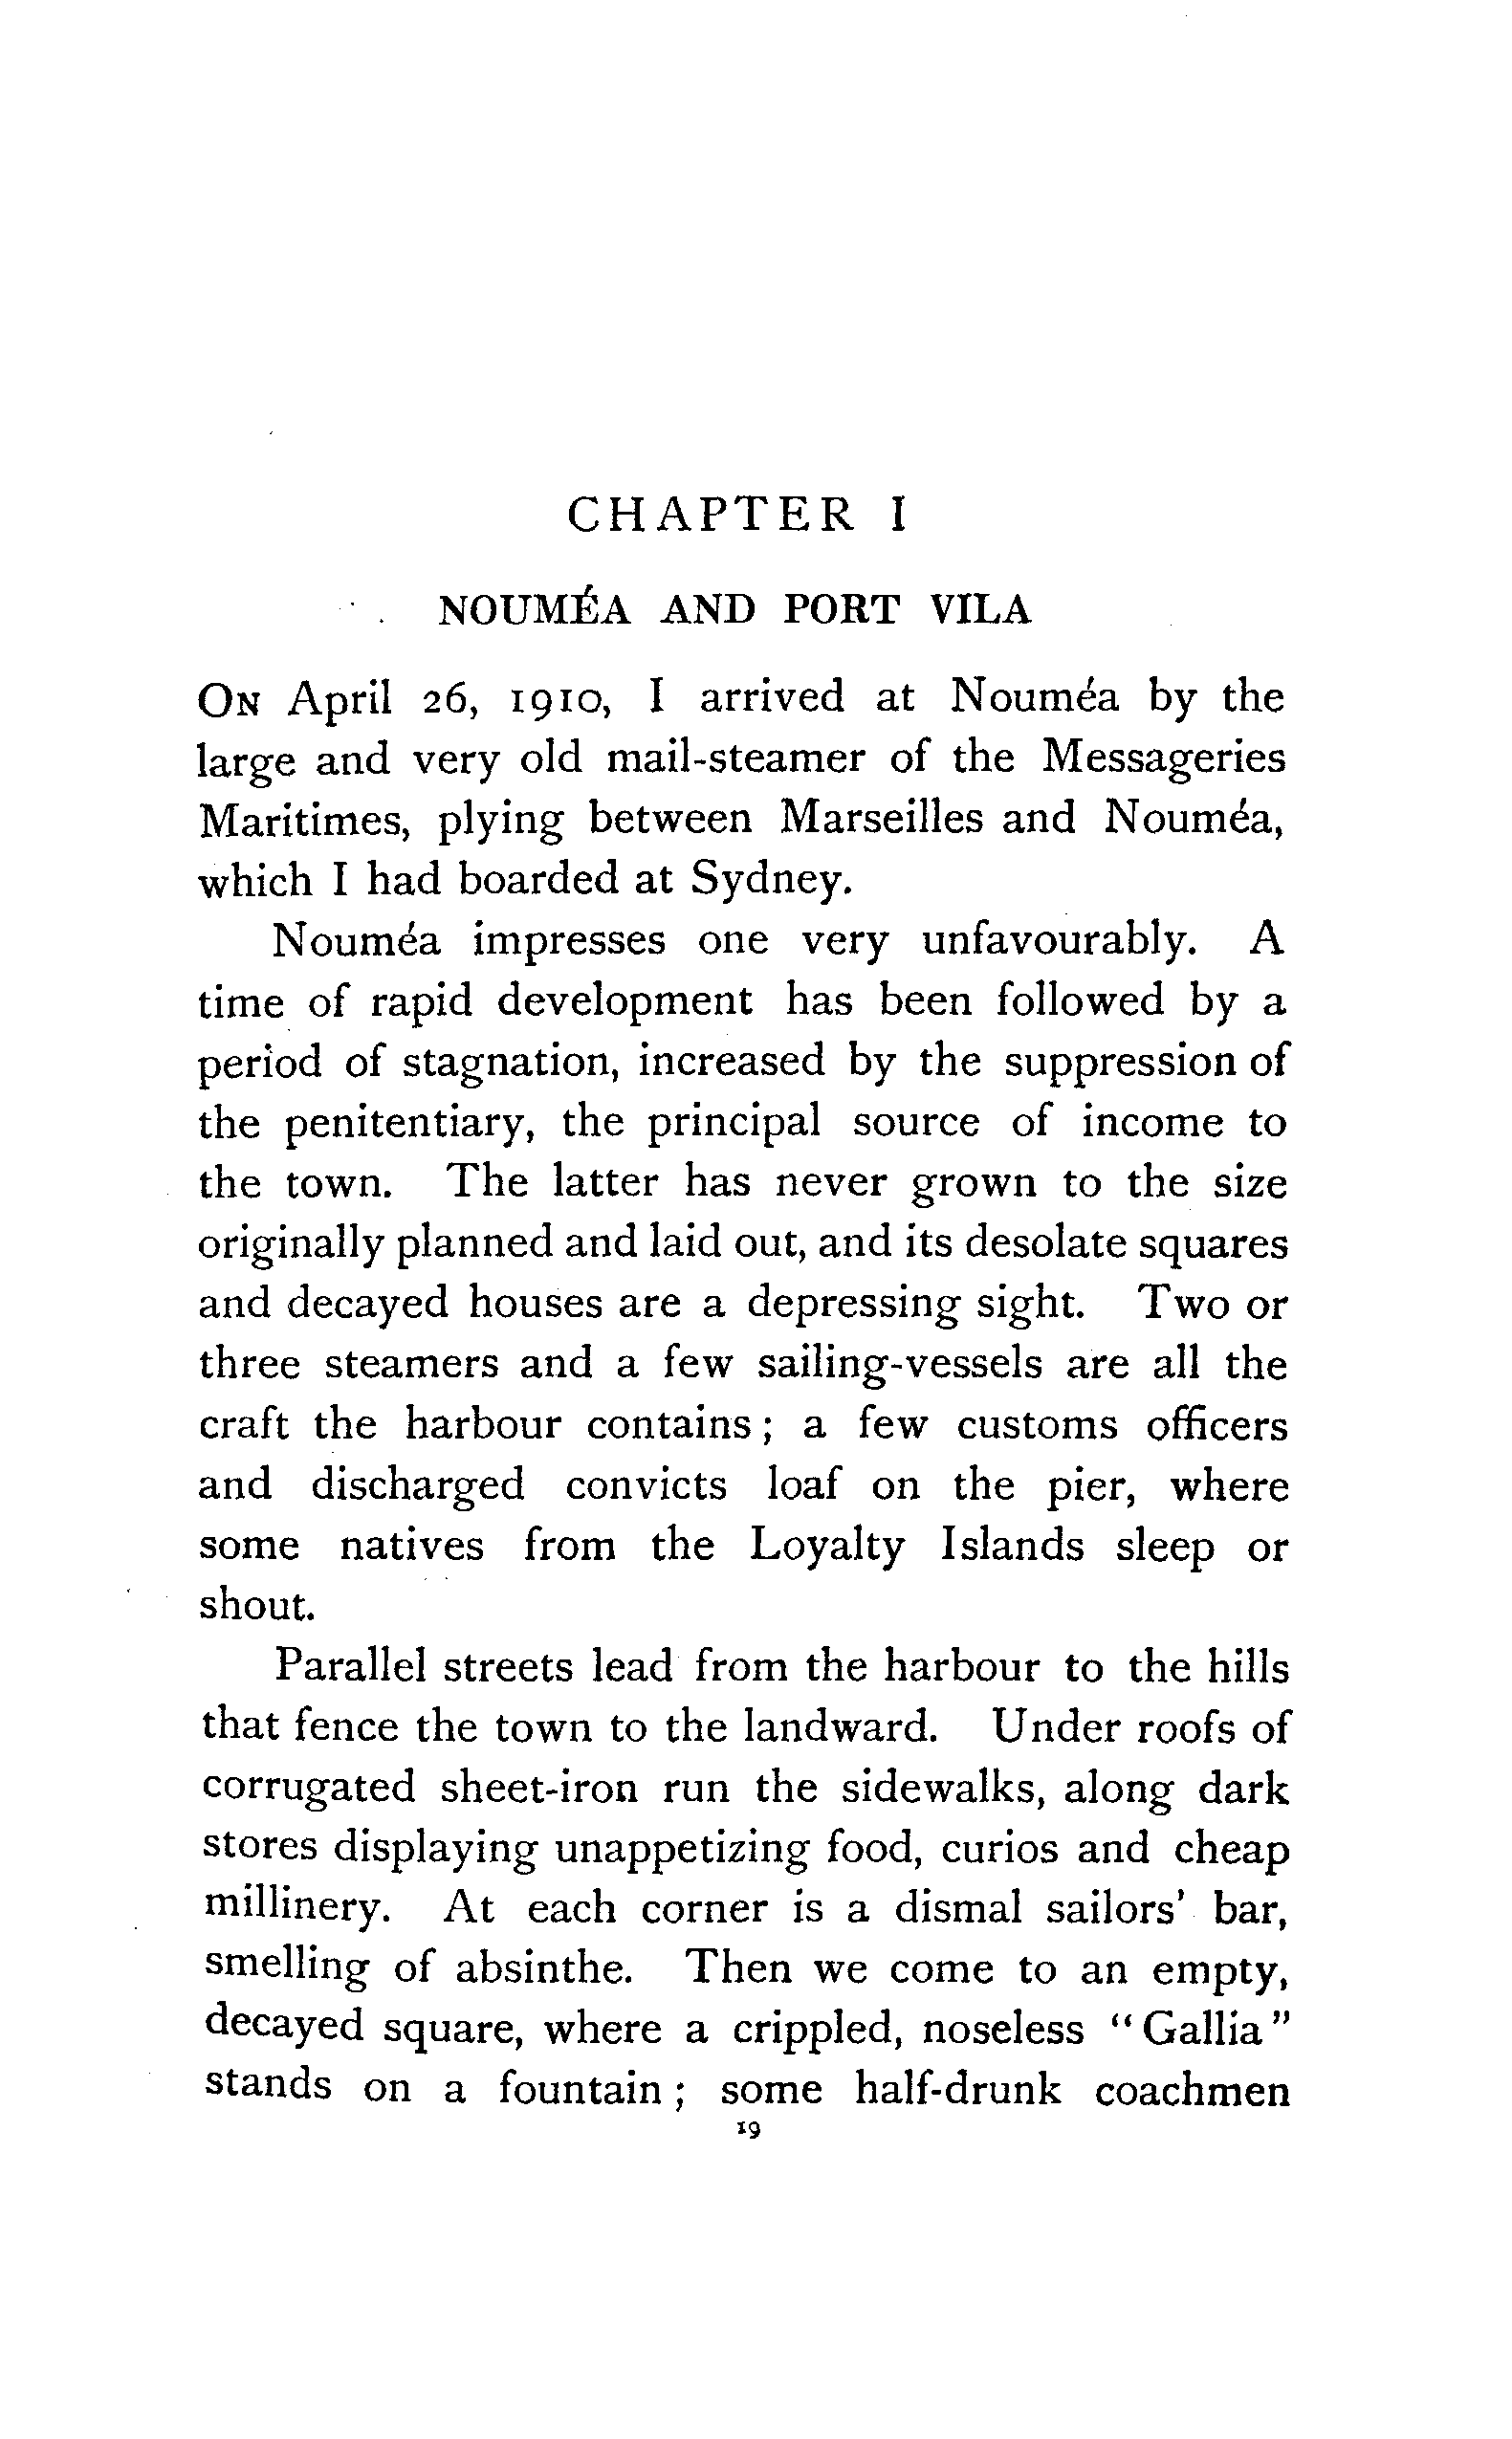 CHAPTER I
NOUMÉA AND PORT VILA
ON April 26, 1910, I arrived at Nouméa by the
large and very old mail-steamer of the Messageries
Maritimes, plying between Marseilles and Nouméa,
which I had boarded at Sydney.
Nouméa impresses one very unfavourably. A
time of rapid development has been followed by a
period of stagnation, increased by the suppression of
the penitentiary, the principal source of income to
the town. The latter has never grown to the size
originally planned and laid out, and its desolate squares
and decayed houses are a depressing sight. Two or
three steamers and a few sailing-vessels are all the
craft the harbour contains; a few customs officers
and discharged convicts loaf on the pier, where
some natives from the Loyalty Islands sleep or
shout.
Parallel streets lead from the harbour to the hills
that fence the town to the landward. Under roofs of
corrugated sheet-iron run the sidewalks, along dark
stores displaying unappetizing food, curios and cheap
millinery. At each corner is a dismal sailors' bar,
smelling of absinthe. Then we come to an empty,
decayed square, where a crippled, noseless "Gallia"
stands on a fountain; some half-drunk coachmen
19